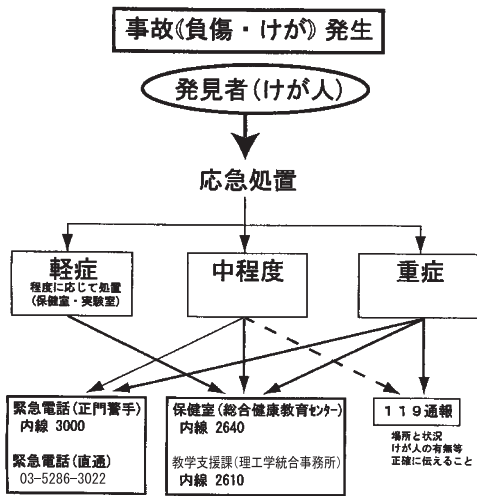 事故(負傷・けが)発生
発見者(けが人)
応急処置
軽症
程度に応じて処置
(保健室・実験室)
中程度
重症
緊急電話(正門警手)
内線 3000
緊急電話(直通)
03-5286-3022
保健室(総合健康教育センター)
内線 2640
教学支援課(理工学統合事務所)
内線 2610
119通報
場所と状況
けが人の有無等
正確に伝えること